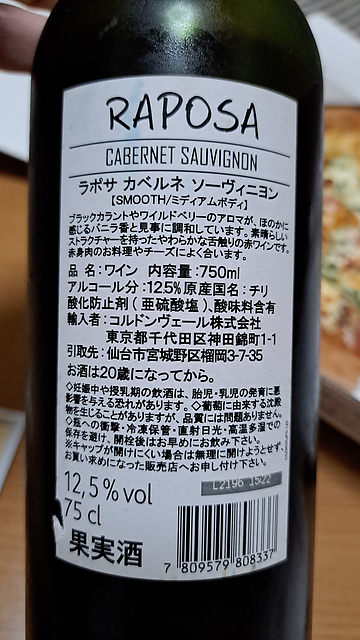 RAPOSA
CABERNET SAUVIGNON
ラポサ カベルネ ソーヴィニヨン
【SMOOTH/ミディアムボディ】
ブラックカラントやワイルドベリーのアロマが、ほのかに
感じるバニラ香と見事に調和しています。素晴らしい
ストラクチャーを持ったやわらかな舌触りの赤ワインです。
赤身肉のお料理やチーズによく合います。
品 名：ワイン 内容量：750ml
アルコール分：12.5% 原産国名：チリ
酸化防止剤（亜硫酸塩）、酸味料含有
輸入者：コルドンヴェール株式会社
東京都千代田区神田錦町1-1
引取先：仙台市宮城野区榴岡3-7-35
お酒は20歳になってから。
◇妊娠中や授乳期の飲酒は、胎児・乳児の発育に悪
影響を与える恐れがあります。◇葡萄に由来する沈殿
物を生じることがありますが、品質には問題ありません。
◇瓶への衝撃・冷凍保管・直射日光・高温多湿での
保存を避け、開栓後はお早めにお飲み下さい。
※キャップが開けにくい場合は無理に開けようとせず、
お買い求めになった販売店へお申し付け下さい。
L2196 15:22
12,5% vol
75 cl
果実酒
7 809579 808337